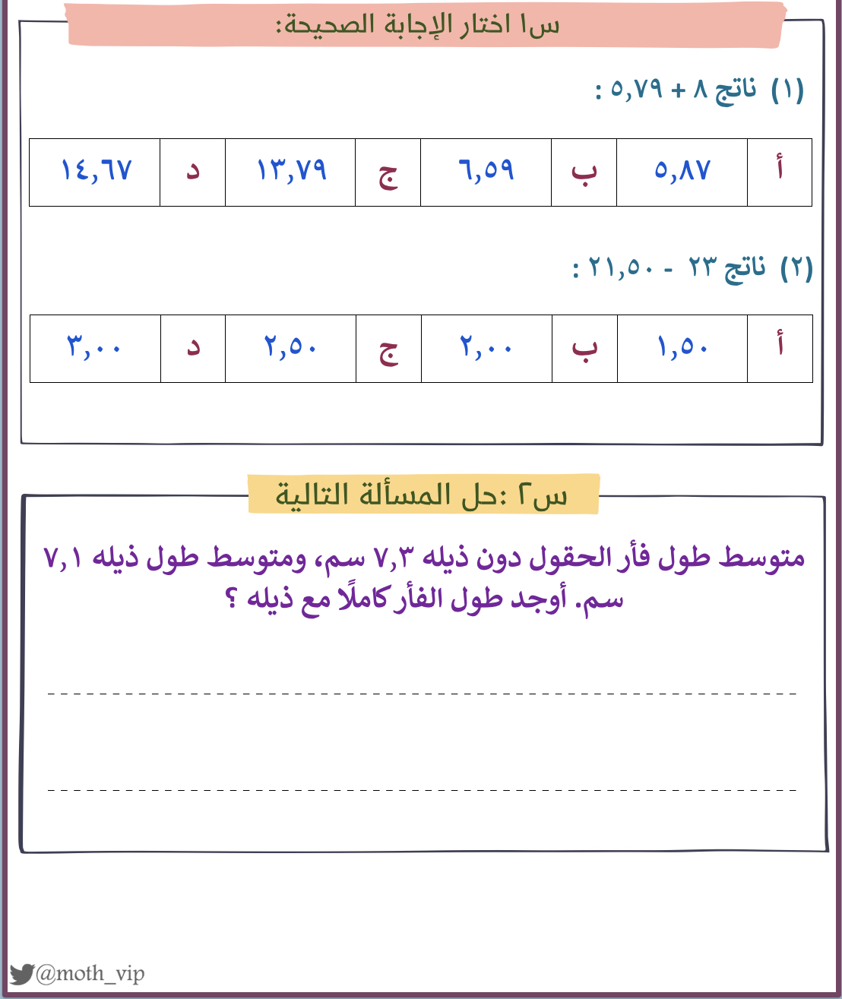 س١ اختار الإجابة الصحيحة:
(١) ناتج ٨ + ٥,٧٩ :
أ ٥,٨٧ ب ٦,٥٩ ج ١٣,٧٩ د ١٤,٦٧
(٢) ناتج ٢٣ - ٢١,٥٠ :
أ ١,٥٠ ب ٢,٠٠ ج ٢,٥٠ د ٣,٠٠
س٢ :حل المسألة التالية
متوسط طول فأر الحقول دون ذيله ٧,٣ سم، ومتوسط طول ذيله ٧,١
سم. أوجد طول الفأر كاملًا مع ذيله ؟
@moth_vip